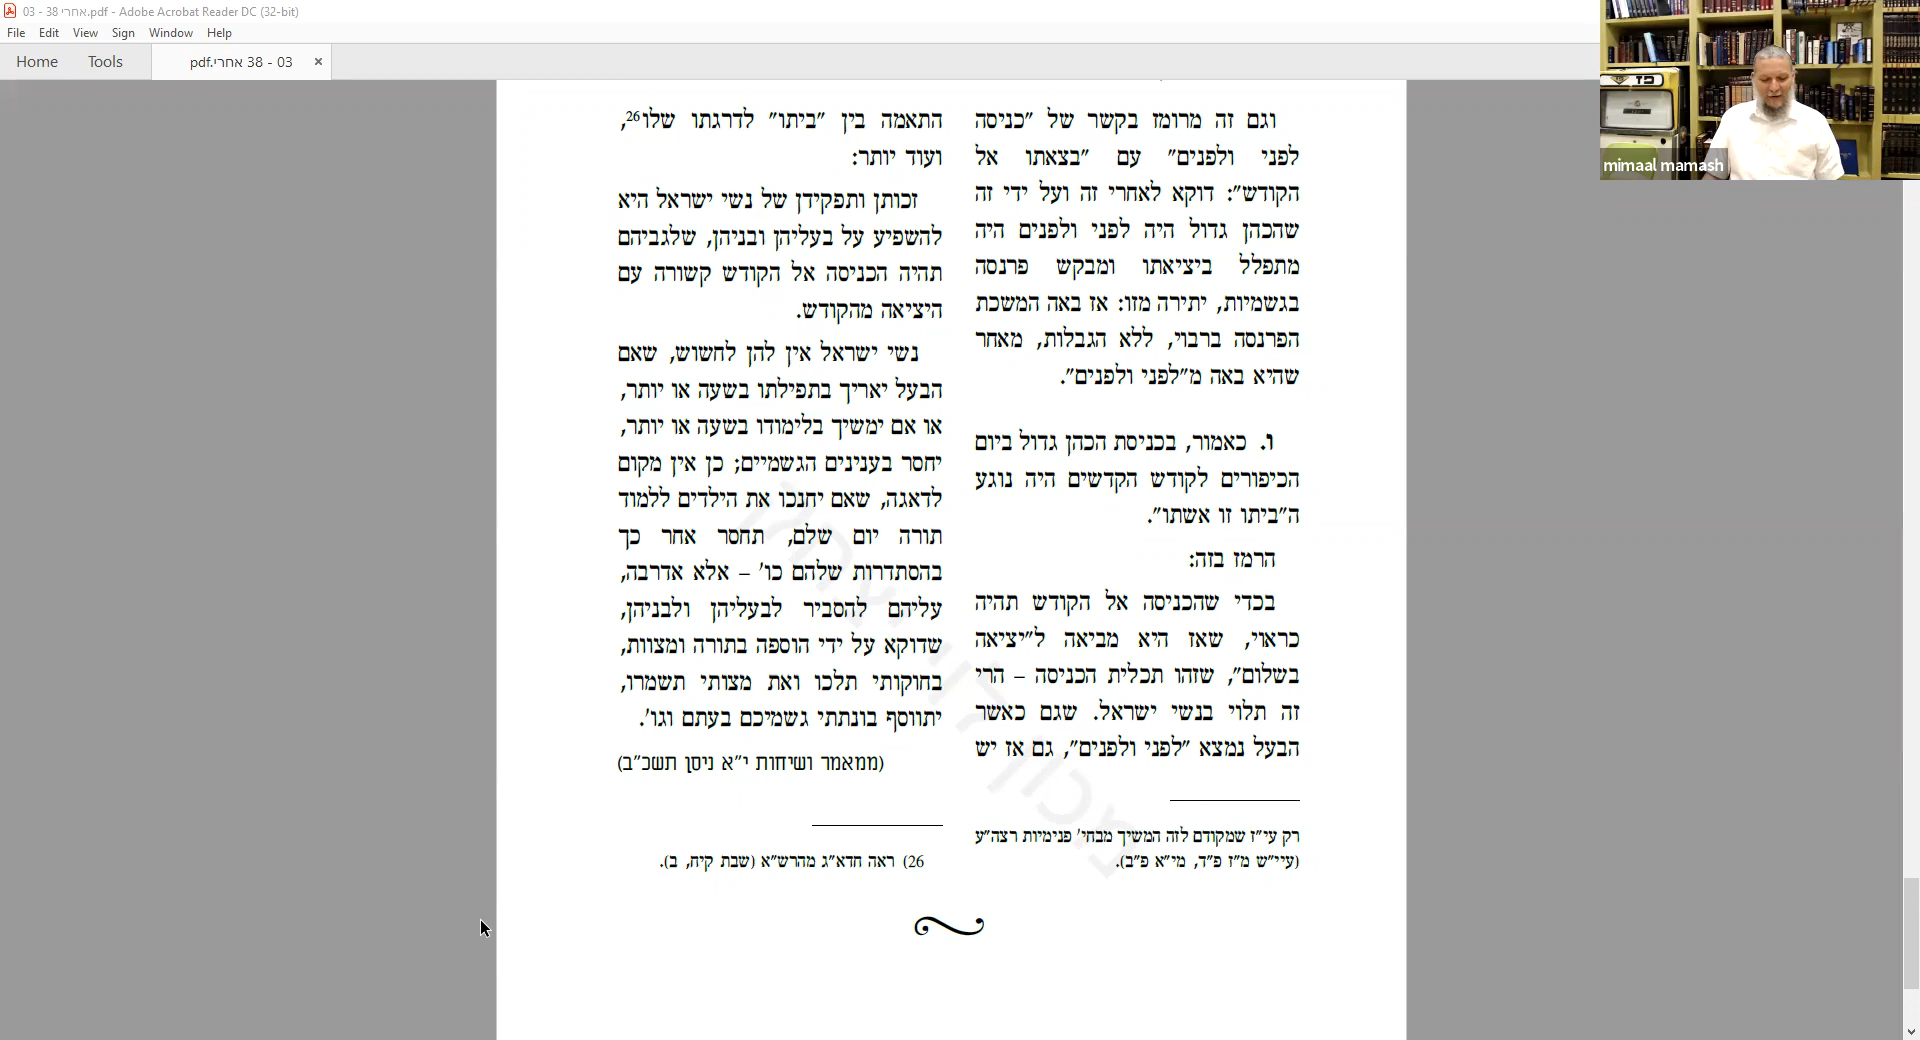 03 - 38 אחרי.pdf - Adobe Acrobat Reader DC (32-bit)
File Edit View Sign Window Help
Home Tools 03 - 38 אחרי.pdf ×
mimaal mamash
וגם זה מרומז בקשר של "כניסה
לפני ולפנים" עם "בצאתו אל
הקודש": דוקא לאחרי זה ועל ידי זה
שהכהן גדול היה לפני ולפנים היה
מתפלל ביציאתו ומבקש פרנסה
בגשמיות, יתירה מזו: אז באה המשכת
הפרנסה ברבוי, ללא הגבלות, מאחר
שהיא באה מ"לפני ולפנים".
ו. כאמור, בכניסת הכהן גדול ביום
הכיפורים לקודש הקדשים היה נוגע
ה"ביתו זו אשתו".
הרמז בזה:
בכדי שהכניסה אל הקודש תהיה
כראוי, שאז היא מביאה ל"יציאה
בשלום", שזהו תכלית הכניסה – הרי
זה תלוי בנשי ישראל. שגם כאשר
הבעל נמצא "לפני ולפנים", גם אז יש
רק עי"ז שמקודם לזה המשיך מבחי' פנימיות רצה"ע
(עיי"ש מ"ז פ"ד, מי"א פ"ב).
התאמה בין "ביתו" לדרגתו שלו26,
ועוד יותר:
זכותן ותפקידן של נשי ישראל היא
להשפיע על בעליהן ובניהן, שלגביהם
תהיה הכניסה אל הקודש קשורה עם
היציאה מהקודש.
נשי ישראל אין להן לחשוש, שאם
הבעל יאריך בתפילתו בשעה או יותר,
או אם ימשיך בלימודו בשעה או יותר,
יחסר בענינים הגשמיים; כן אין מקום
לדאגה, שאם יחנכו את הילדים ללמוד
תורה יום שלם, תחסר אחר כך
בהסתדרות שלהם כו' – אלא אדרבה,
עליהם להסביר לבעליהן ולבניהן,
שדוקא על ידי הוספה בתורה ומצוות,
בחוקותי תלכו ואת מצותי תשמרו,
יתווסף בונתתי גשמיכם בעתם וגו'.
(ממאמר ושיחות י"א ניסן תשכ"ב)
26) ראה חדא"ג מהרש"א (שבת קיח, ב).